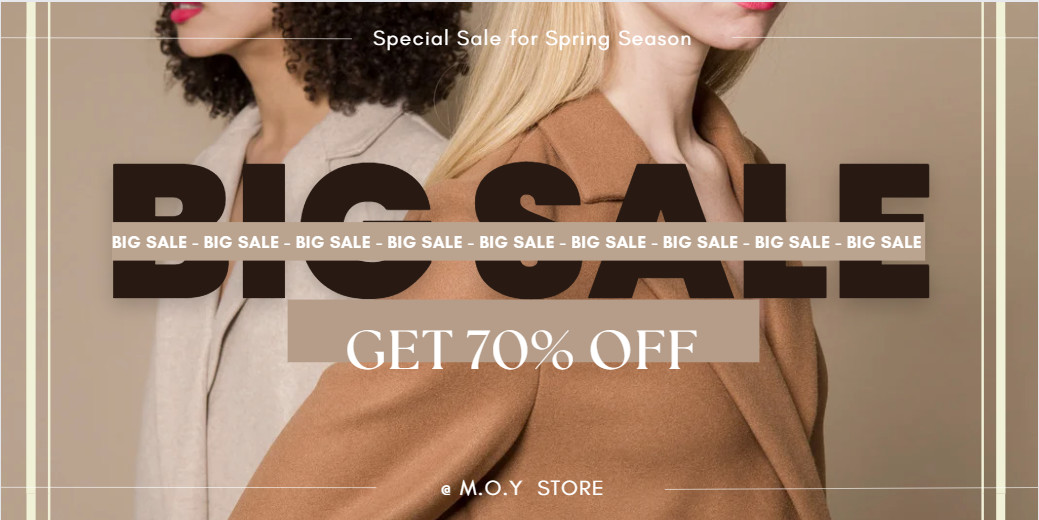 Special Sale for Spring Season
BIG SALE
BIG SALE - BIG SALE - BIG SALE - BIG SALE - BIG SALE - BIG SALE - BIG SALE - BIG SALE - BIG SALE
GET 70% OFF
@ M.O.Y STORE